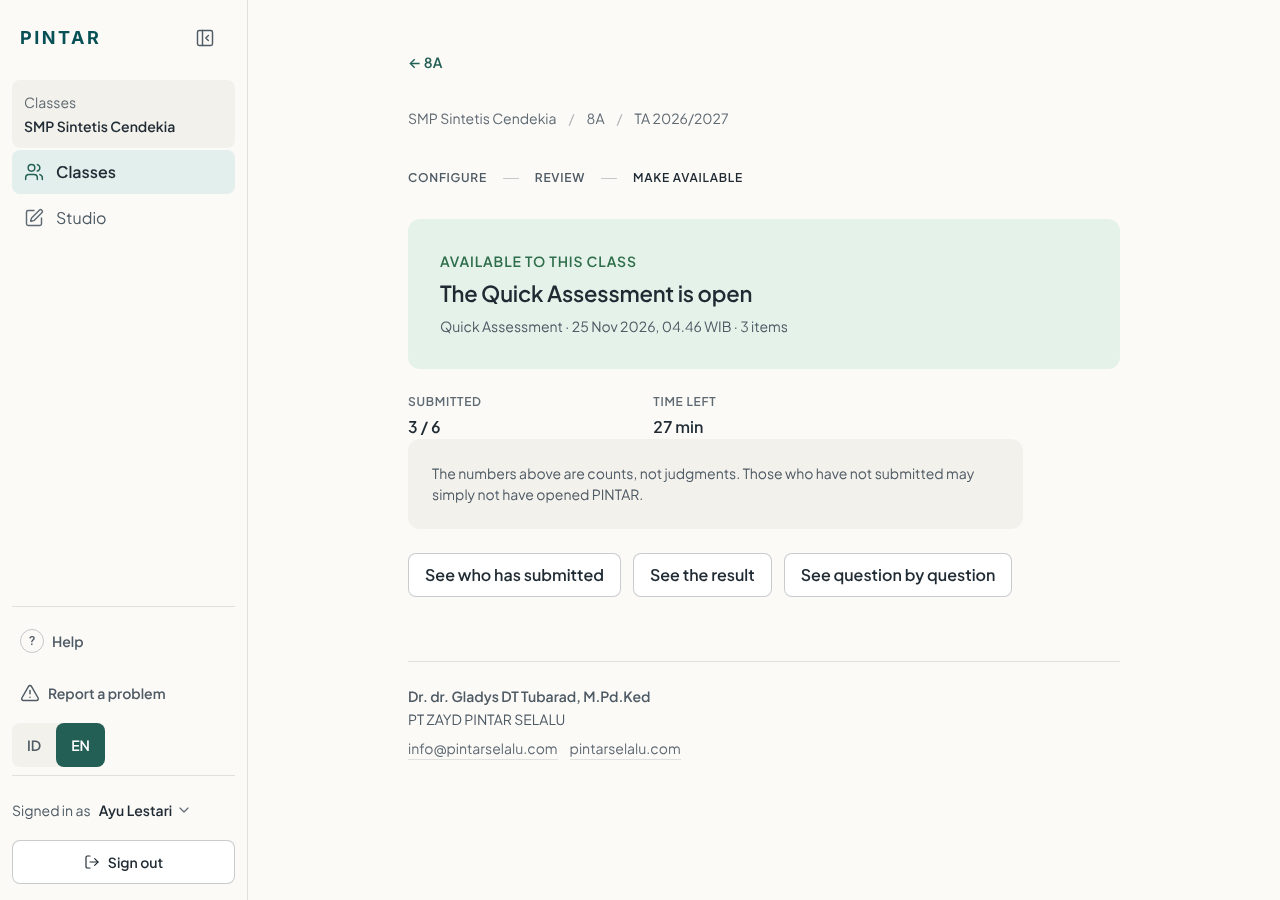 PINTAR
Classes
SMP Sintetis Cendekia
Classes
Studio
? Help
Report a problem
ID EN
Signed in as Ayu Lestari
Sign out
← 8A
SMP Sintetis Cendekia / 8A / TA 2026/2027
CONFIGURE — REVIEW — MAKE AVAILABLE
AVAILABLE TO THIS CLASS
The Quick Assessment is open
Quick Assessment · 25 Nov 2026, 04.46 WIB · 3 items
SUBMITTED TIME LEFT
3 / 6 27 min
The numbers above are counts, not judgments. Those who have not submitted may
simply not have opened PINTAR.
See who has submitted See the result See question by question
Dr. dr. Gladys DT Tubarad, M.Pd.Ked
PT ZAYD PINTAR SELALU
info@pintarselalu.com pintarselalu.com